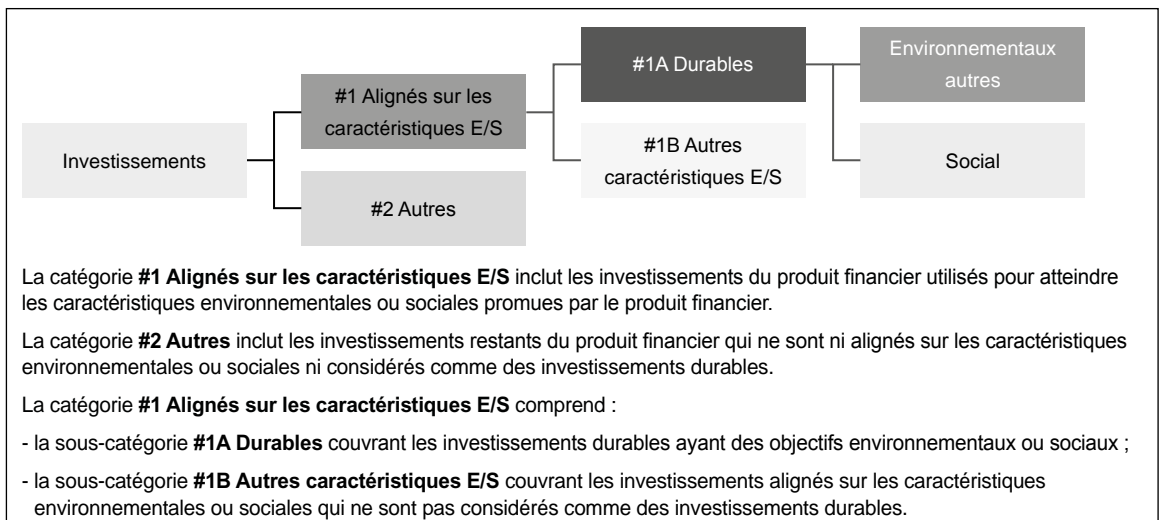 #1A Durables
Environnementaux
autres
#1 Alignés sur les
caractéristiques E/S
Investissements
#1B Autres
caractéristiques E/S
Social
#2 Autres
La catégorie #1 Alignés sur les caractéristiques E/S inclut les investissements du produit financier utilisés pour atteindre
les caractéristiques environnementales ou sociales promues par le produit financier.
La catégorie #2 Autres inclut les investissements restants du produit financier qui ne sont ni alignés sur les caractéristiques
environnementales ou sociales ni considérés comme des investissements durables.
La catégorie #1 Alignés sur les caractéristiques E/S comprend :
- la sous-catégorie #1A Durables couvrant les investissements durables ayant des objectifs environnementaux ou sociaux ;
- la sous-catégorie #1B Autres caractéristiques E/S couvrant les investissements alignés sur les caractéristiques
environnementales ou sociales qui ne sont pas considérés comme des investissements durables.